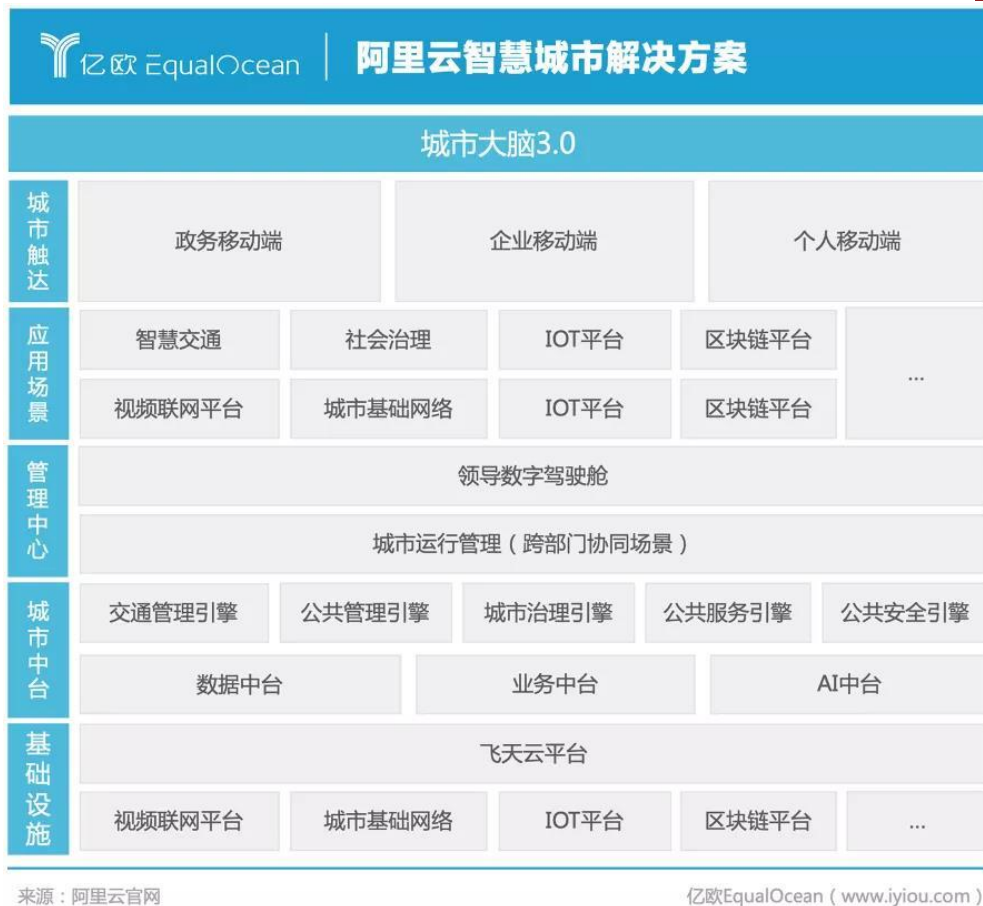 亿欧 EqualOcean | 阿里云智慧城市解决方案
城市大脑3.0
城市触达
政务移动端 企业移动端 个人移动端
应用场景
智慧交通 社会治理 IOT平台 区块链平台
...
视频联网平台 城市基础网络 IOT平台 区块链平台
管理中心
领导数字驾驶舱
城市运行管理（跨部门协同场景）
城市中台
交通管理引擎 公共管理引擎 城市治理引擎 公共服务引擎 公共安全引擎
数据中台 业务中台 AI中台
基础设施
飞天云平台
视频联网平台 城市基础网络 IOT平台 区块链平台 ...
来源：阿里云官网 亿欧EqualOcean（www.iyiou.com）